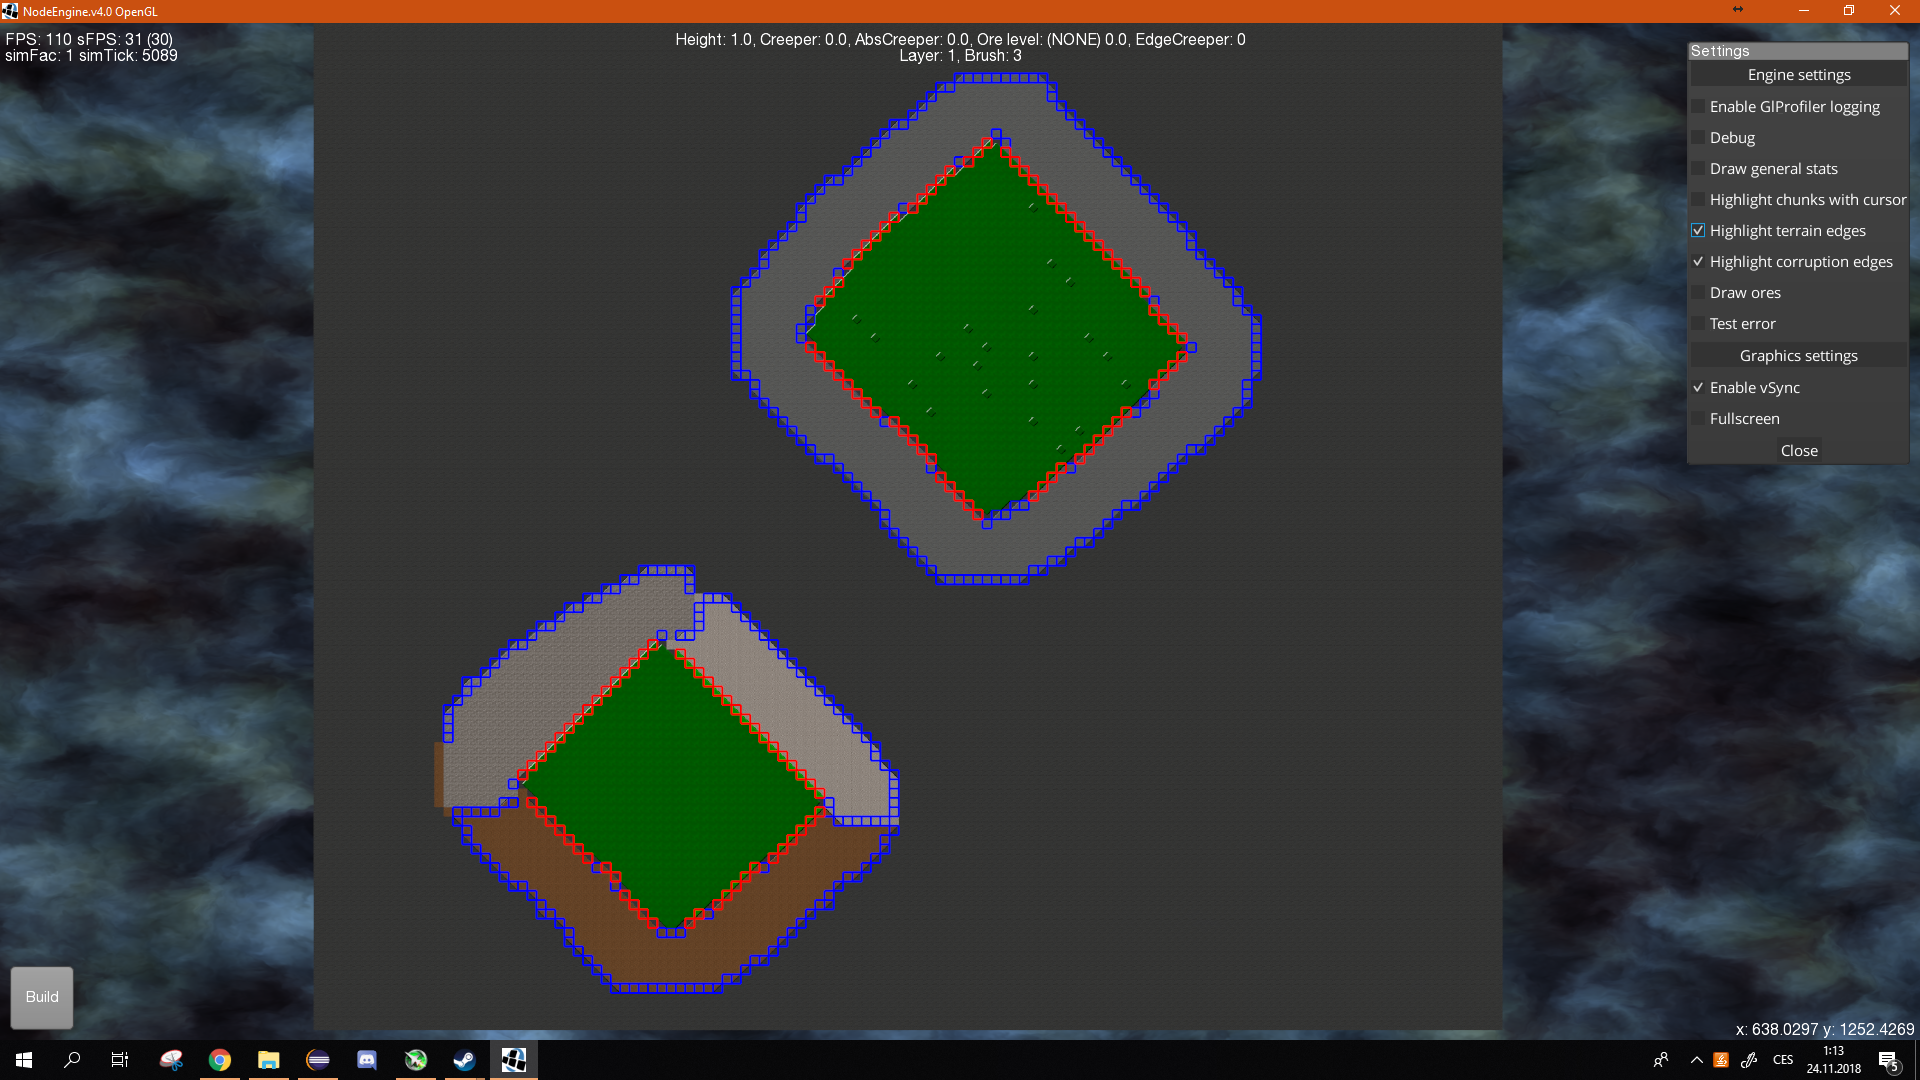 NodeEngine.v4.0 OpenGL
FPS: 110 sFPS: 31 (30)
simFac: 1 simTick: 5089
Height: 1.0, Creeper: 0.0, AbsCreeper: 0.0, Ore level: (NONE) 0.0, EdgeCreeper: 0
Layer: 1, Brush: 3
Settings
Engine settings
Enable GlProfiler logging
Debug
Draw general stats
Highlight chunks with cursor
Highlight terrain edges
Highlight corruption edges
Draw ores
Test error
Graphics settings
Enable vSync
Fullscreen
Close
Build
x: 638.0297 y: 1252.4269
CES
1:13
24.11.2018
5